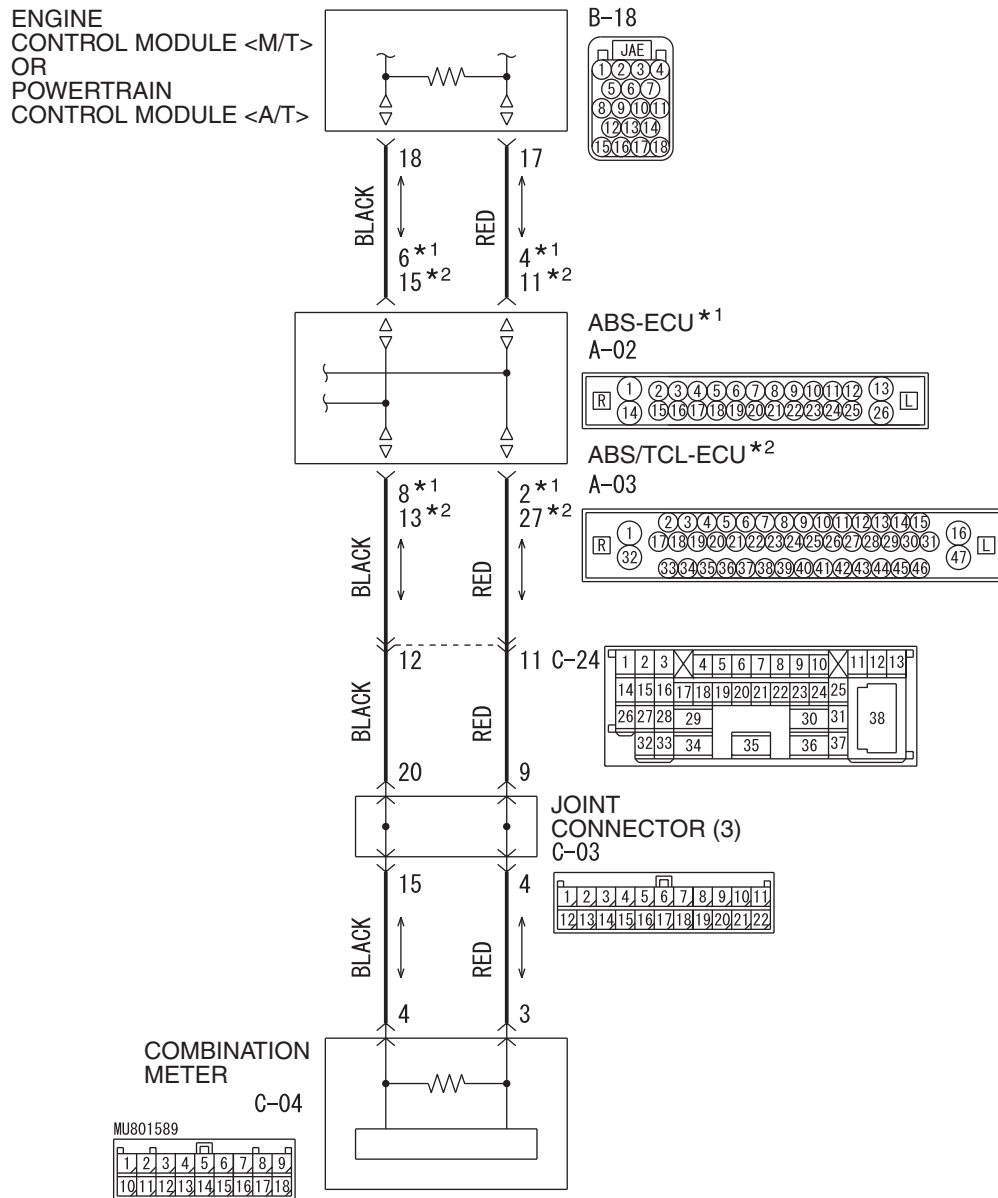 ENGINE
CONTROL MODULE <M/T>
OR
POWERTRAIN
CONTROL MODULE <A/T>
B-18
JAE
1 2 3 4
5 6 7
8 9 10 11
12 13 14
15 16 17 18
18 17
BLACK RED
6*1 4*1
15*2 11*2
ABS-ECU*1
A-02
R 1 2 3 4 5 6 7 8 9 10 11 12 13 L
14 15 16 17 18 19 20 21 22 23 24 25 26
ABS/TCL-ECU*2
A-03
8*1 2*1
13*2 27*2
R 1 2 3 4 5 6 7 8 9 10 11 12 13 14 15 16 L
17 18 19 20 21 22 23 24 25 26 27 28 29 30 31
32 33 34 35 36 37 38 39 40 41 42 43 44 45 46 47
BLACK RED
12 11 C-24
1 2 3 4 5 6 7 8 9 10 11 12 13
14 15 16 17 18 19 20 21 22 23 24 25
26 27 28 29 30 31 38
32 33 34 35 36 37
BLACK RED
20 9
JOINT
CONNECTOR (3)
C-03
15 4
1 2 3 4 5 6 7 8 9 10 11
12 13 14 15 16 17 18 19 20 21 22
BLACK RED
4 3
COMBINATION
METER
C-04
MU801589
1 2 3 4 5 6 7 8 9
10 11 12 13 14 15 16 17 18